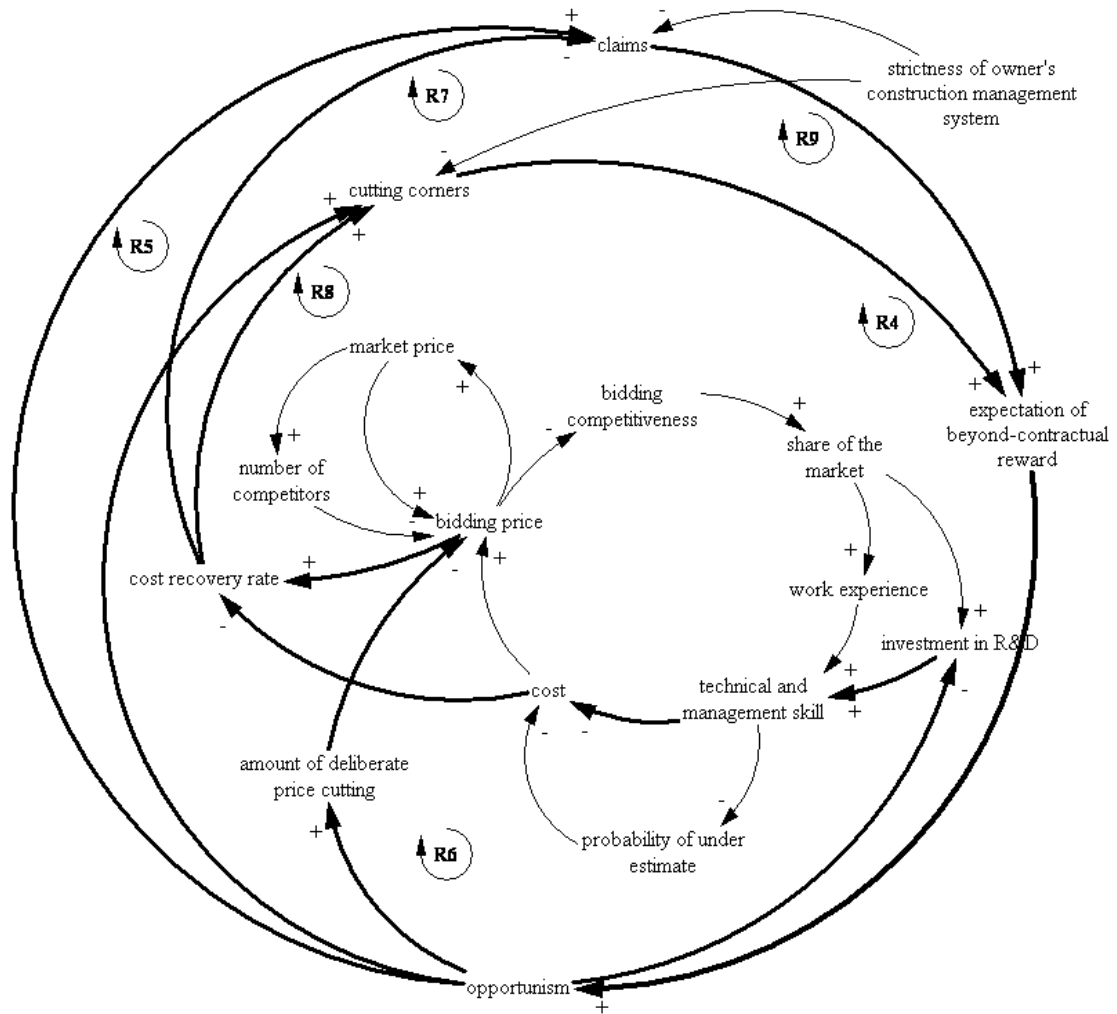 +
-
claims
-
strictness of owner's
construction management
system
R7
R9
-
cutting corners
+
+
R5
R8
R4
market price
+
bidding
competitiveness
+
-
share of the
market
+
+
expectation of
beyond-contractual
reward
+
number of
competitors
+
-
bidding price
+
-
+
cost recovery rate
-
+
work experience
+
investment in R&D
-
+
+
technical and
management skill
cost
-
-
amount of deliberate
price cutting
+
-
probability of under
estimate
R6
opportunism
+